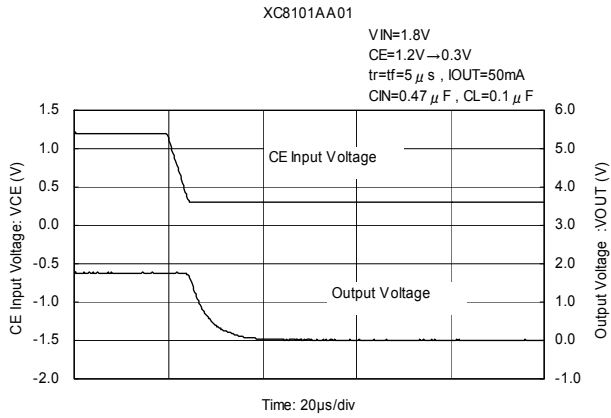 XC8101AA01
VIN=1.8V
CE=1.2V→0.3V
tr=tf=5μs , IOUT=50mA
CIN=0.47μF , CL=0.1μF
CE Input Voltage: VCE (V)
1.5
1.0
0.5
0.0
-0.5
-1.0
-1.5
-2.0
CE Input Voltage
Output Voltage
6.0
5.0
4.0
3.0
2.0
1.0
0.0
-1.0
Output Voltage :VOUT (V)
Time: 20μs/div